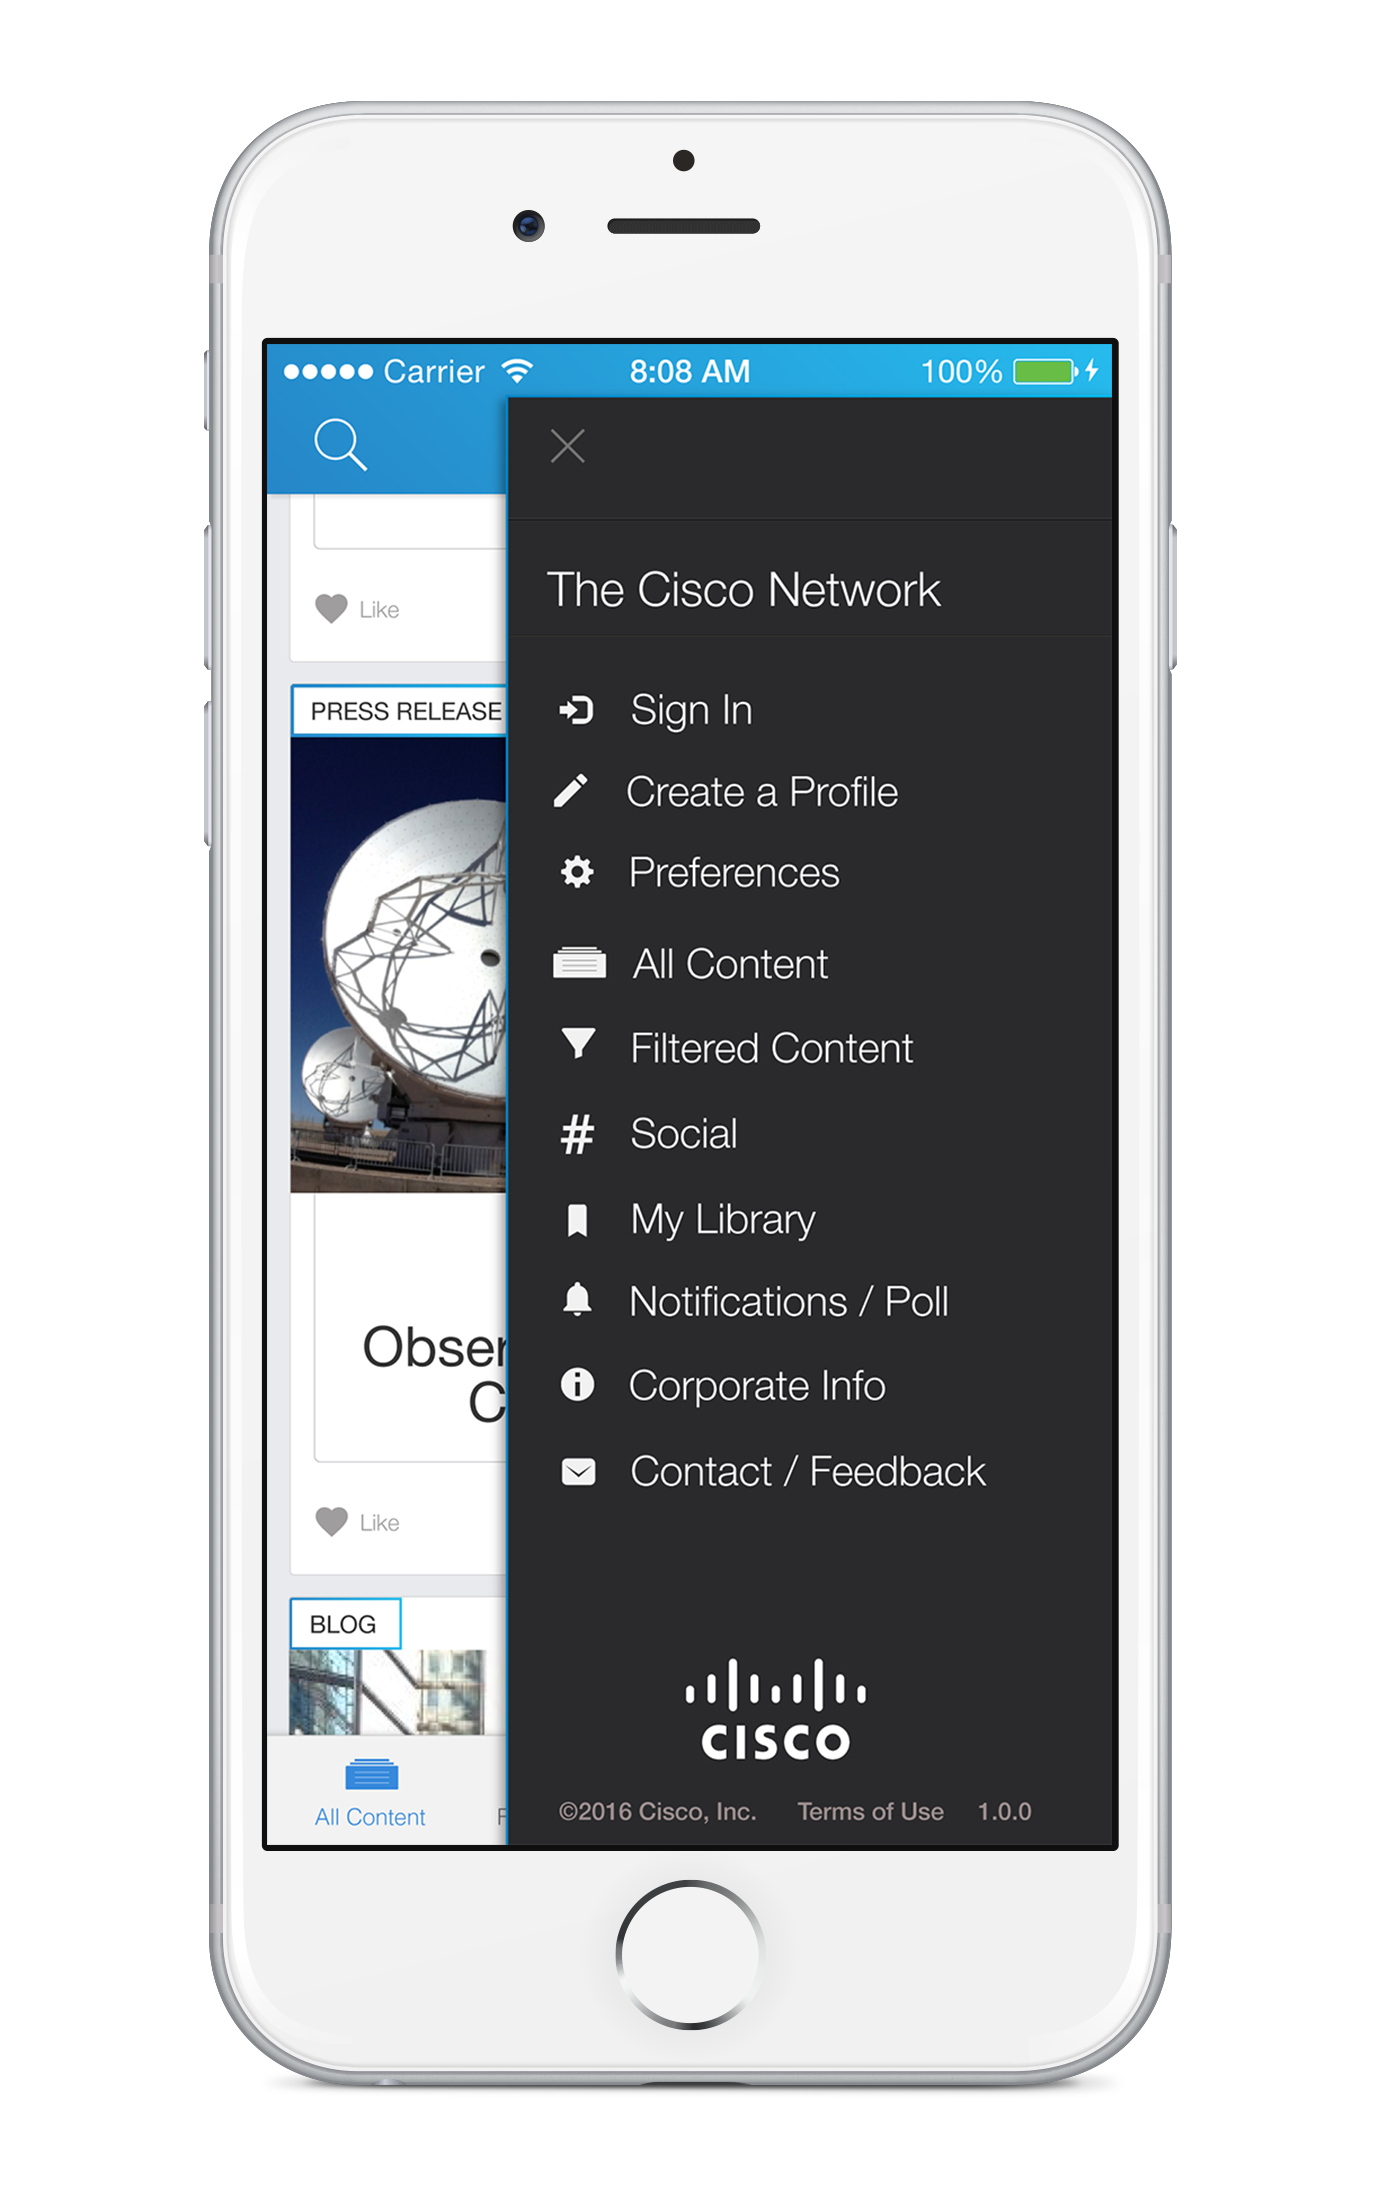 Carrier 8:08 AM 100%
Like
PRESS RELEASE
Obser
C
Like
BLOG
All Content
F
The Cisco Network
Sign In
Create a Profile
Preferences
All Content
Filtered Content
# Social
My Library
Notifications / Poll
Corporate Info
Contact / Feedback
CISCO
©2016 Cisco, Inc. Terms of Use 1.0.0